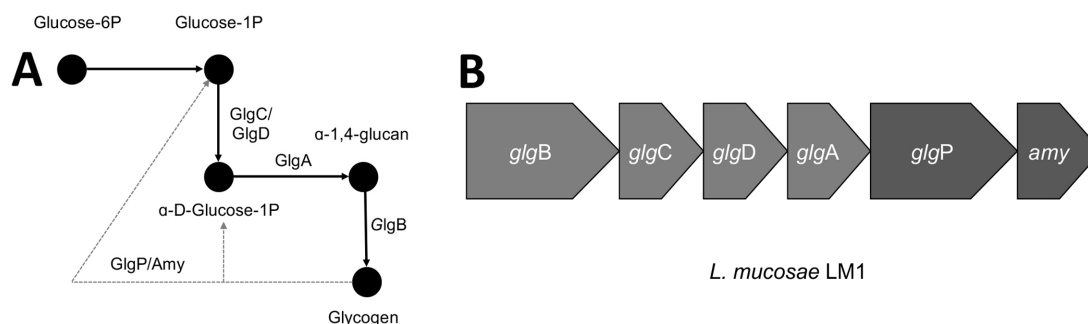 A
Glucose-6P
Glucose-1P
GlgC/
GlgD
α-1,4-glucan
GlgA
α-D-Glucose-1P
GlgB
GlgP/Amy
Glycogen
B
glgB
glgC
glgD
glgA
glgP
amy
L. mucosae LM1